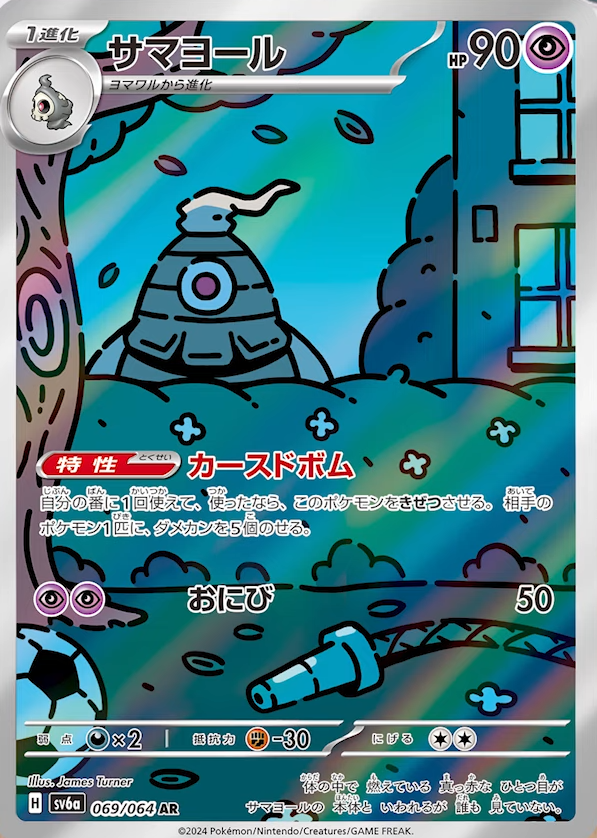 1進化
サマヨール
HP 90
ヨマワルから進化
特性 とくせい カースドボム
自分の番に1回使えて、使ったなら、このポケモンをきぜつさせる。相手の
ポケモン1匹に、ダメカンを5個のせる。
おにび 50
弱点 ×2 抵抗力 -30 にげる
Illus. James Turner
H sv6a 069/064 AR
体の中で 燃えている 真っ赤な ひとつ目が
サマヨールの 本体と いわれるが 誰も 見ていない。
©2024 Pokémon/Nintendo/Creatures/GAME FREAK.